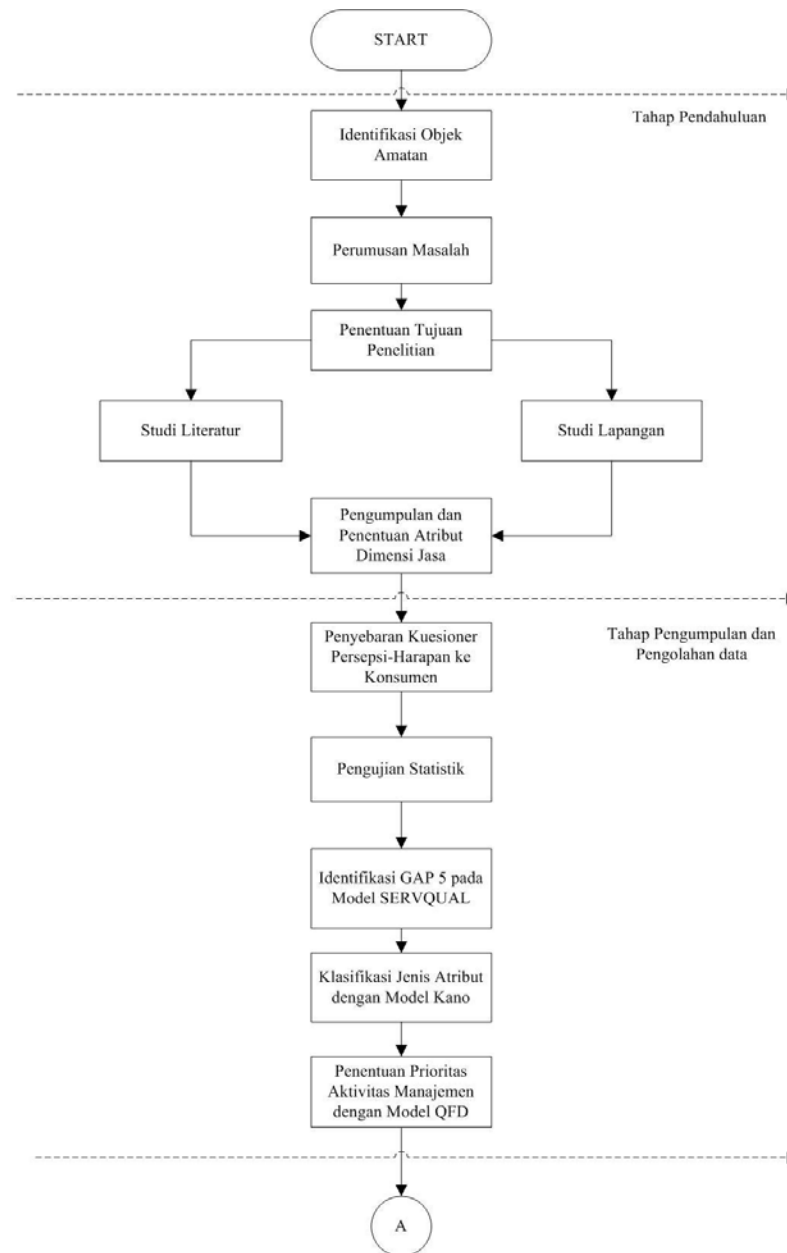 START
Tahap Pendahuluan
Identifikasi Objek
Amatan
Perumusan Masalah
Penentuan Tujuan
Penelitian
Studi Literatur
Studi Lapangan
Pengumpulan dan
Penentuan Atribut
Dimensi Jasa
Tahap Pengumpulan dan
Pengolahan data
Penyebaran Kuesioner
Persepsi-Harapan ke
Konsumen
Pengujian Statistik
Identifikasi GAP 5 pada
Model SERVQUAL
Klasifikasi Jenis Atribut
dengan Model Kano
Penentuan Prioritas
Aktivitas Manajemen
dengan Model QFD
A